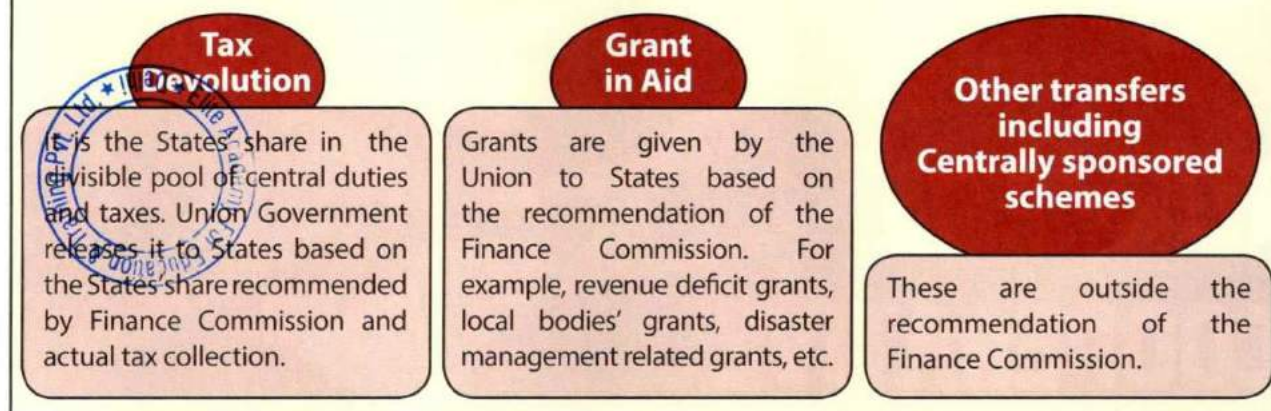 Tax
Devolution
It is the States' share in the
divisible pool of central duties
and taxes. Union Government
releases it to States based on
the States' share recommended
by Finance Commission and
actual tax collection.
Grant
in Aid
Grants are given by the
Union to States based on
the recommendation of the
Finance Commission. For
example, revenue deficit grants,
local bodies' grants, disaster
management related grants, etc.
Other transfers
including
Centrally sponsored
schemes
These are outside the
recommendation of the
Finance Commission.